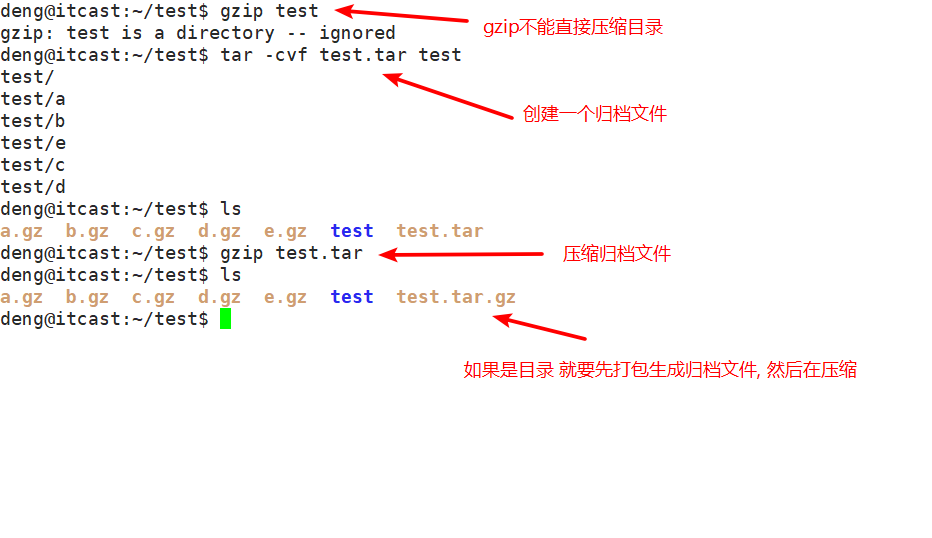 deng@itcast:~/test$ gzip test
gzip不能直接压缩目录
gzip: test is a directory -- ignored
deng@itcast:~/test$ tar -cvf test.tar test
test/
test/a
创建一个归档文件
test/b
test/e
test/c
test/d
deng@itcast:~/test$ ls
a.gz  b.gz  c.gz  d.gz  e.gz  test  test.tar
deng@itcast:~/test$ gzip test.tar
压缩归档文件
deng@itcast:~/test$ ls
a.gz  b.gz  c.gz  d.gz  e.gz  test  test.tar.gz
deng@itcast:~/test$
如果是目录 就要先打包生成归档文件, 然后在压缩